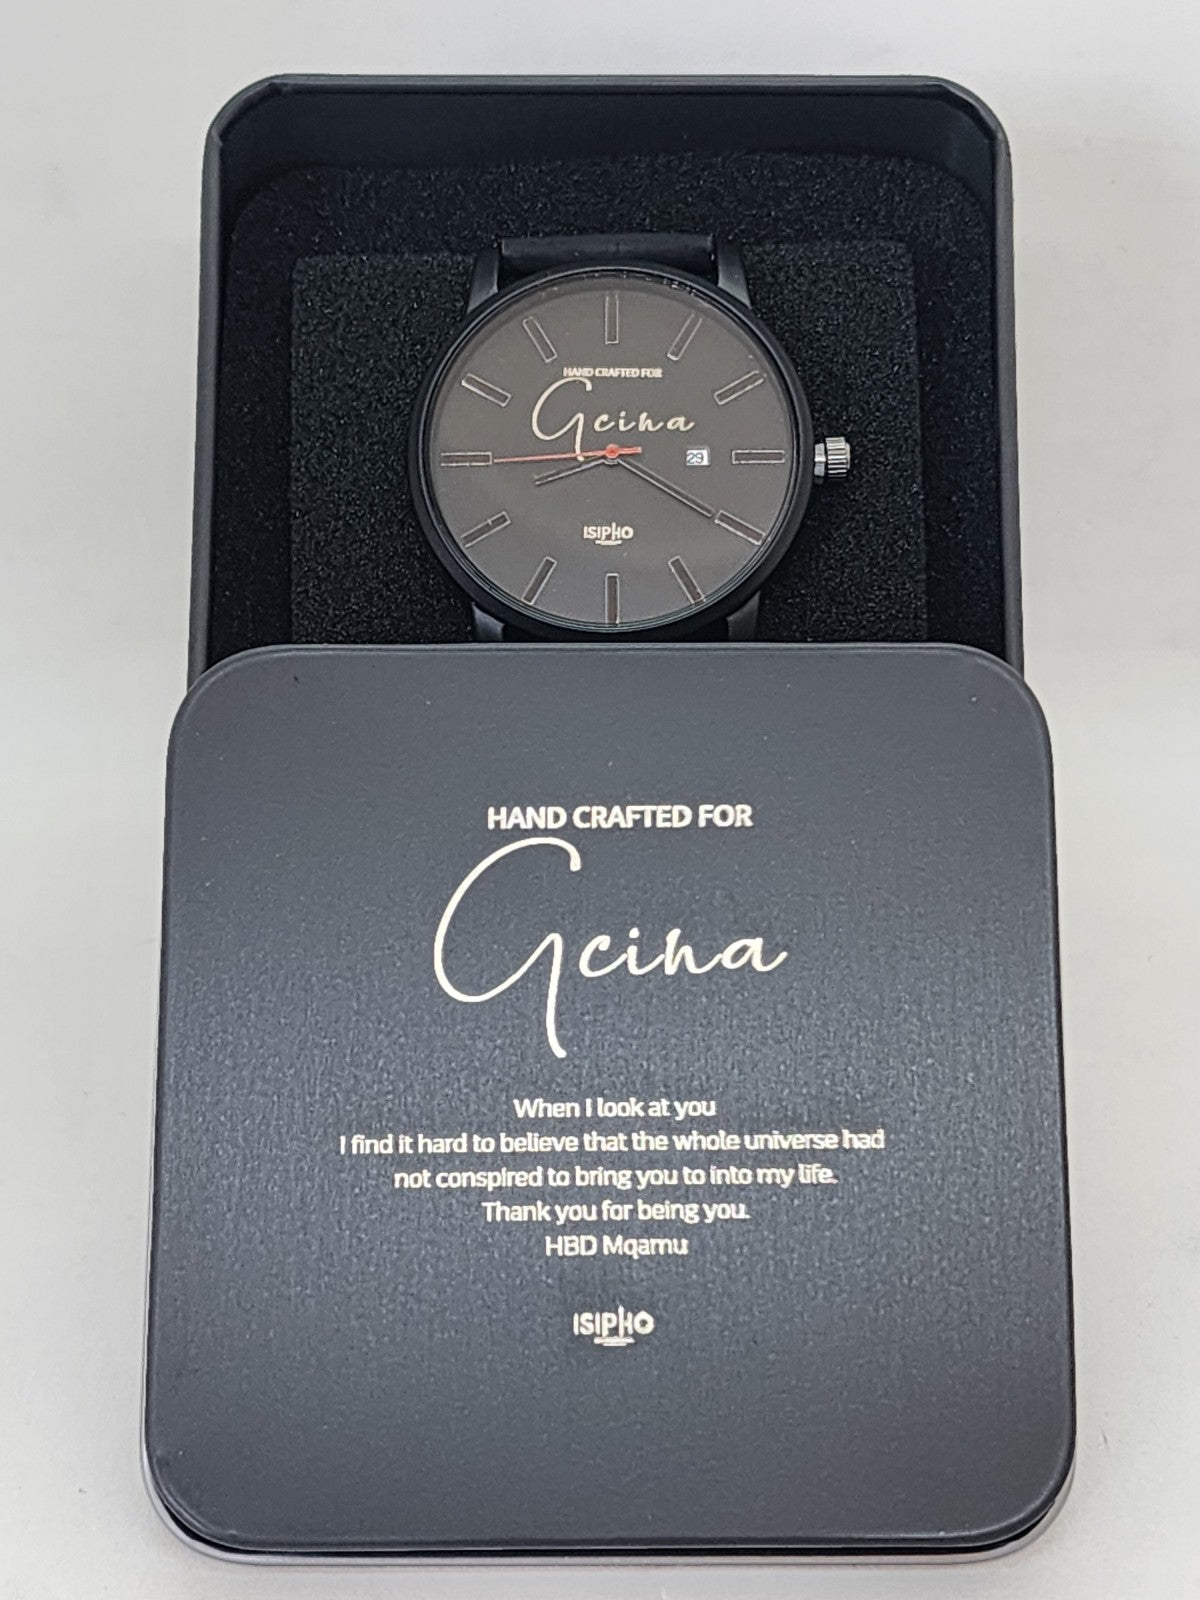 HAND CRAFTED FOR
Gcina
29
ISIPHO
HAND CRAFTED FOR
Gcina
When I look at you
I find it hard to believe that the whole universe had
not conspired to bring you to into my life.
Thank you for being you.
HBD Mqamu
ISIPHO